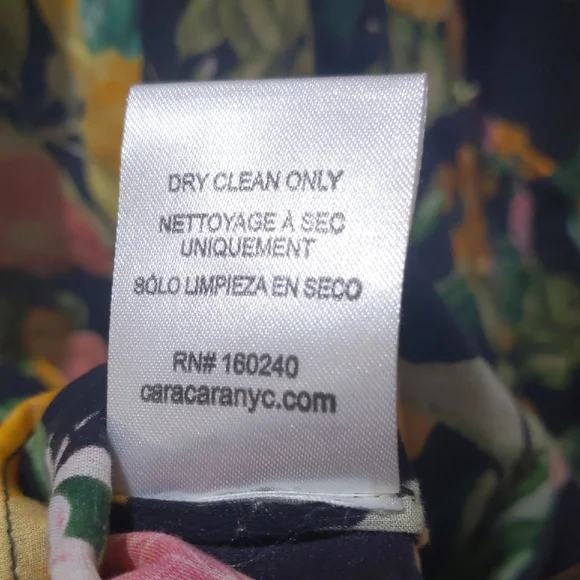 DRY CLEAN ONLY
NETTOYAGE À SEC
UNIQUEMENT
SÓLO LIMPIEZA EN SECO
RN# 160240
caracaranyc.com